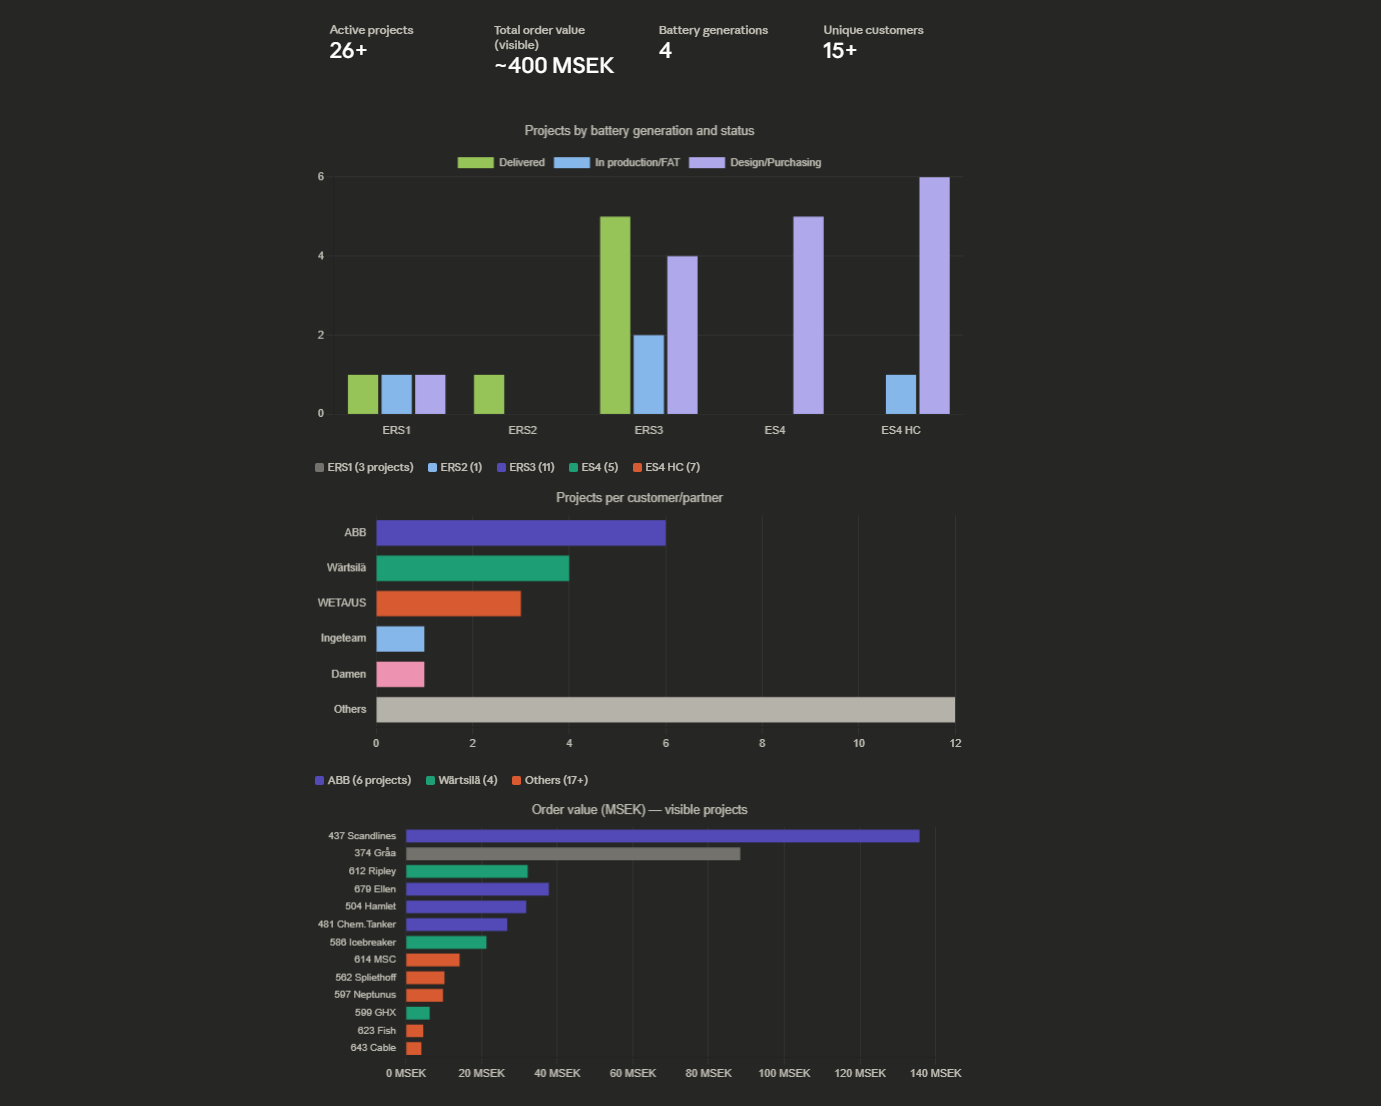 Active projects
26+
Total order value
(visible)
~400 MSEK
Battery generations
4
Unique customers
15+
Projects by battery generation and status
Delivered
In production/FAT
Design/Purchasing
6
4
2
0
ERS1
ERS2
ERS3
ES4
ES4 HC
ERS1 (3 projects)
ERS2 (1)
ERS3 (11)
ES4 (5)
ES4 HC (7)
Projects per customer/partner
ABB
Wärtsilä
WETA/US
Ingeteam
Damen
Others
0
2
4
6
8
10
12
ABB (6 projects)
Wärtsilä (4)
Others (17+)
Order value (MSEK) — visible projects
437 Scandlines
374 Gråa
612 Ripley
679 Ellen
504 Hamlet
481 Chem.Tanker
586 Icebreaker
614 MSC
562 Spliethoff
597 Neptunus
599 GHX
623 Fish
643 Cable
0 MSEK
20 MSEK
40 MSEK
60 MSEK
80 MSEK
100 MSEK
120 MSEK
140 MSEK